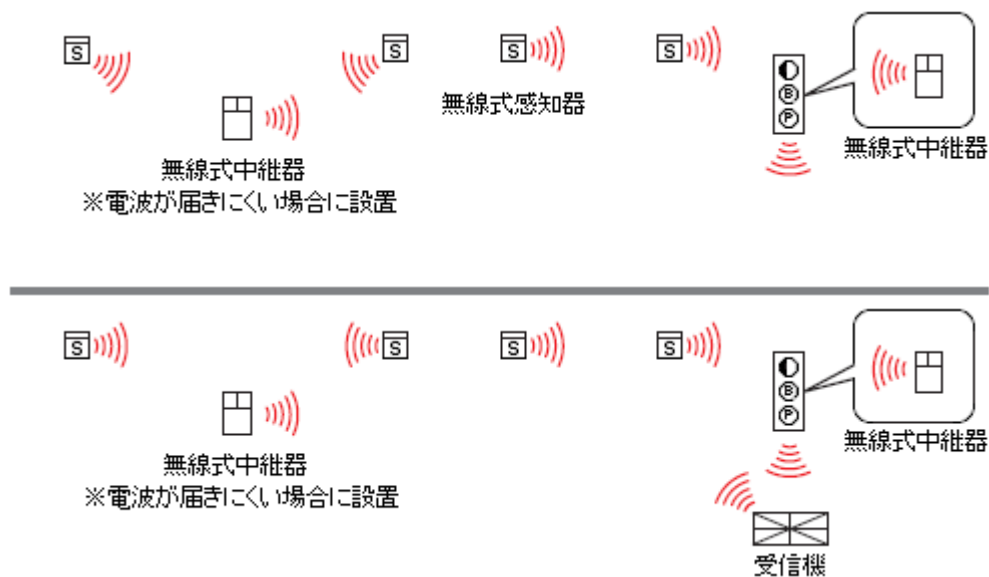 S S S S
B
P
無線式感知器
無線式中継器
無線式中継器
※電波が届きにくい場合に設置
S S S S
B
P
無線式中継器
無線式中継器
※電波が届きにくい場合に設置
受信機